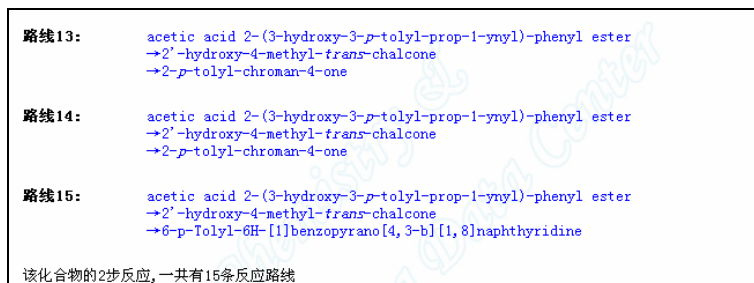 路线13: acetic acid 2-(3-hydroxy-3-p-tolyl-prop-1-ynyl)-phenyl ester
→2'-hydroxy-4-methyl-trans-chalcone
→2-p-tolyl-chroman-4-one
路线14: acetic acid 2-(3-hydroxy-3-p-tolyl-prop-1-ynyl)-phenyl ester
→2'-hydroxy-4-methyl-trans-chalcone
→2-p-tolyl-chroman-4-one
路线15: acetic acid 2-(3-hydroxy-3-p-tolyl-prop-1-ynyl)-phenyl ester
→2'-hydroxy-4-methyl-trans-chalcone
→6-p-Tolyl-6H-[1]benzopyrano[4,3-b][1,8]naphthyridine
该化合物的2步反应,一共有15条反应路线